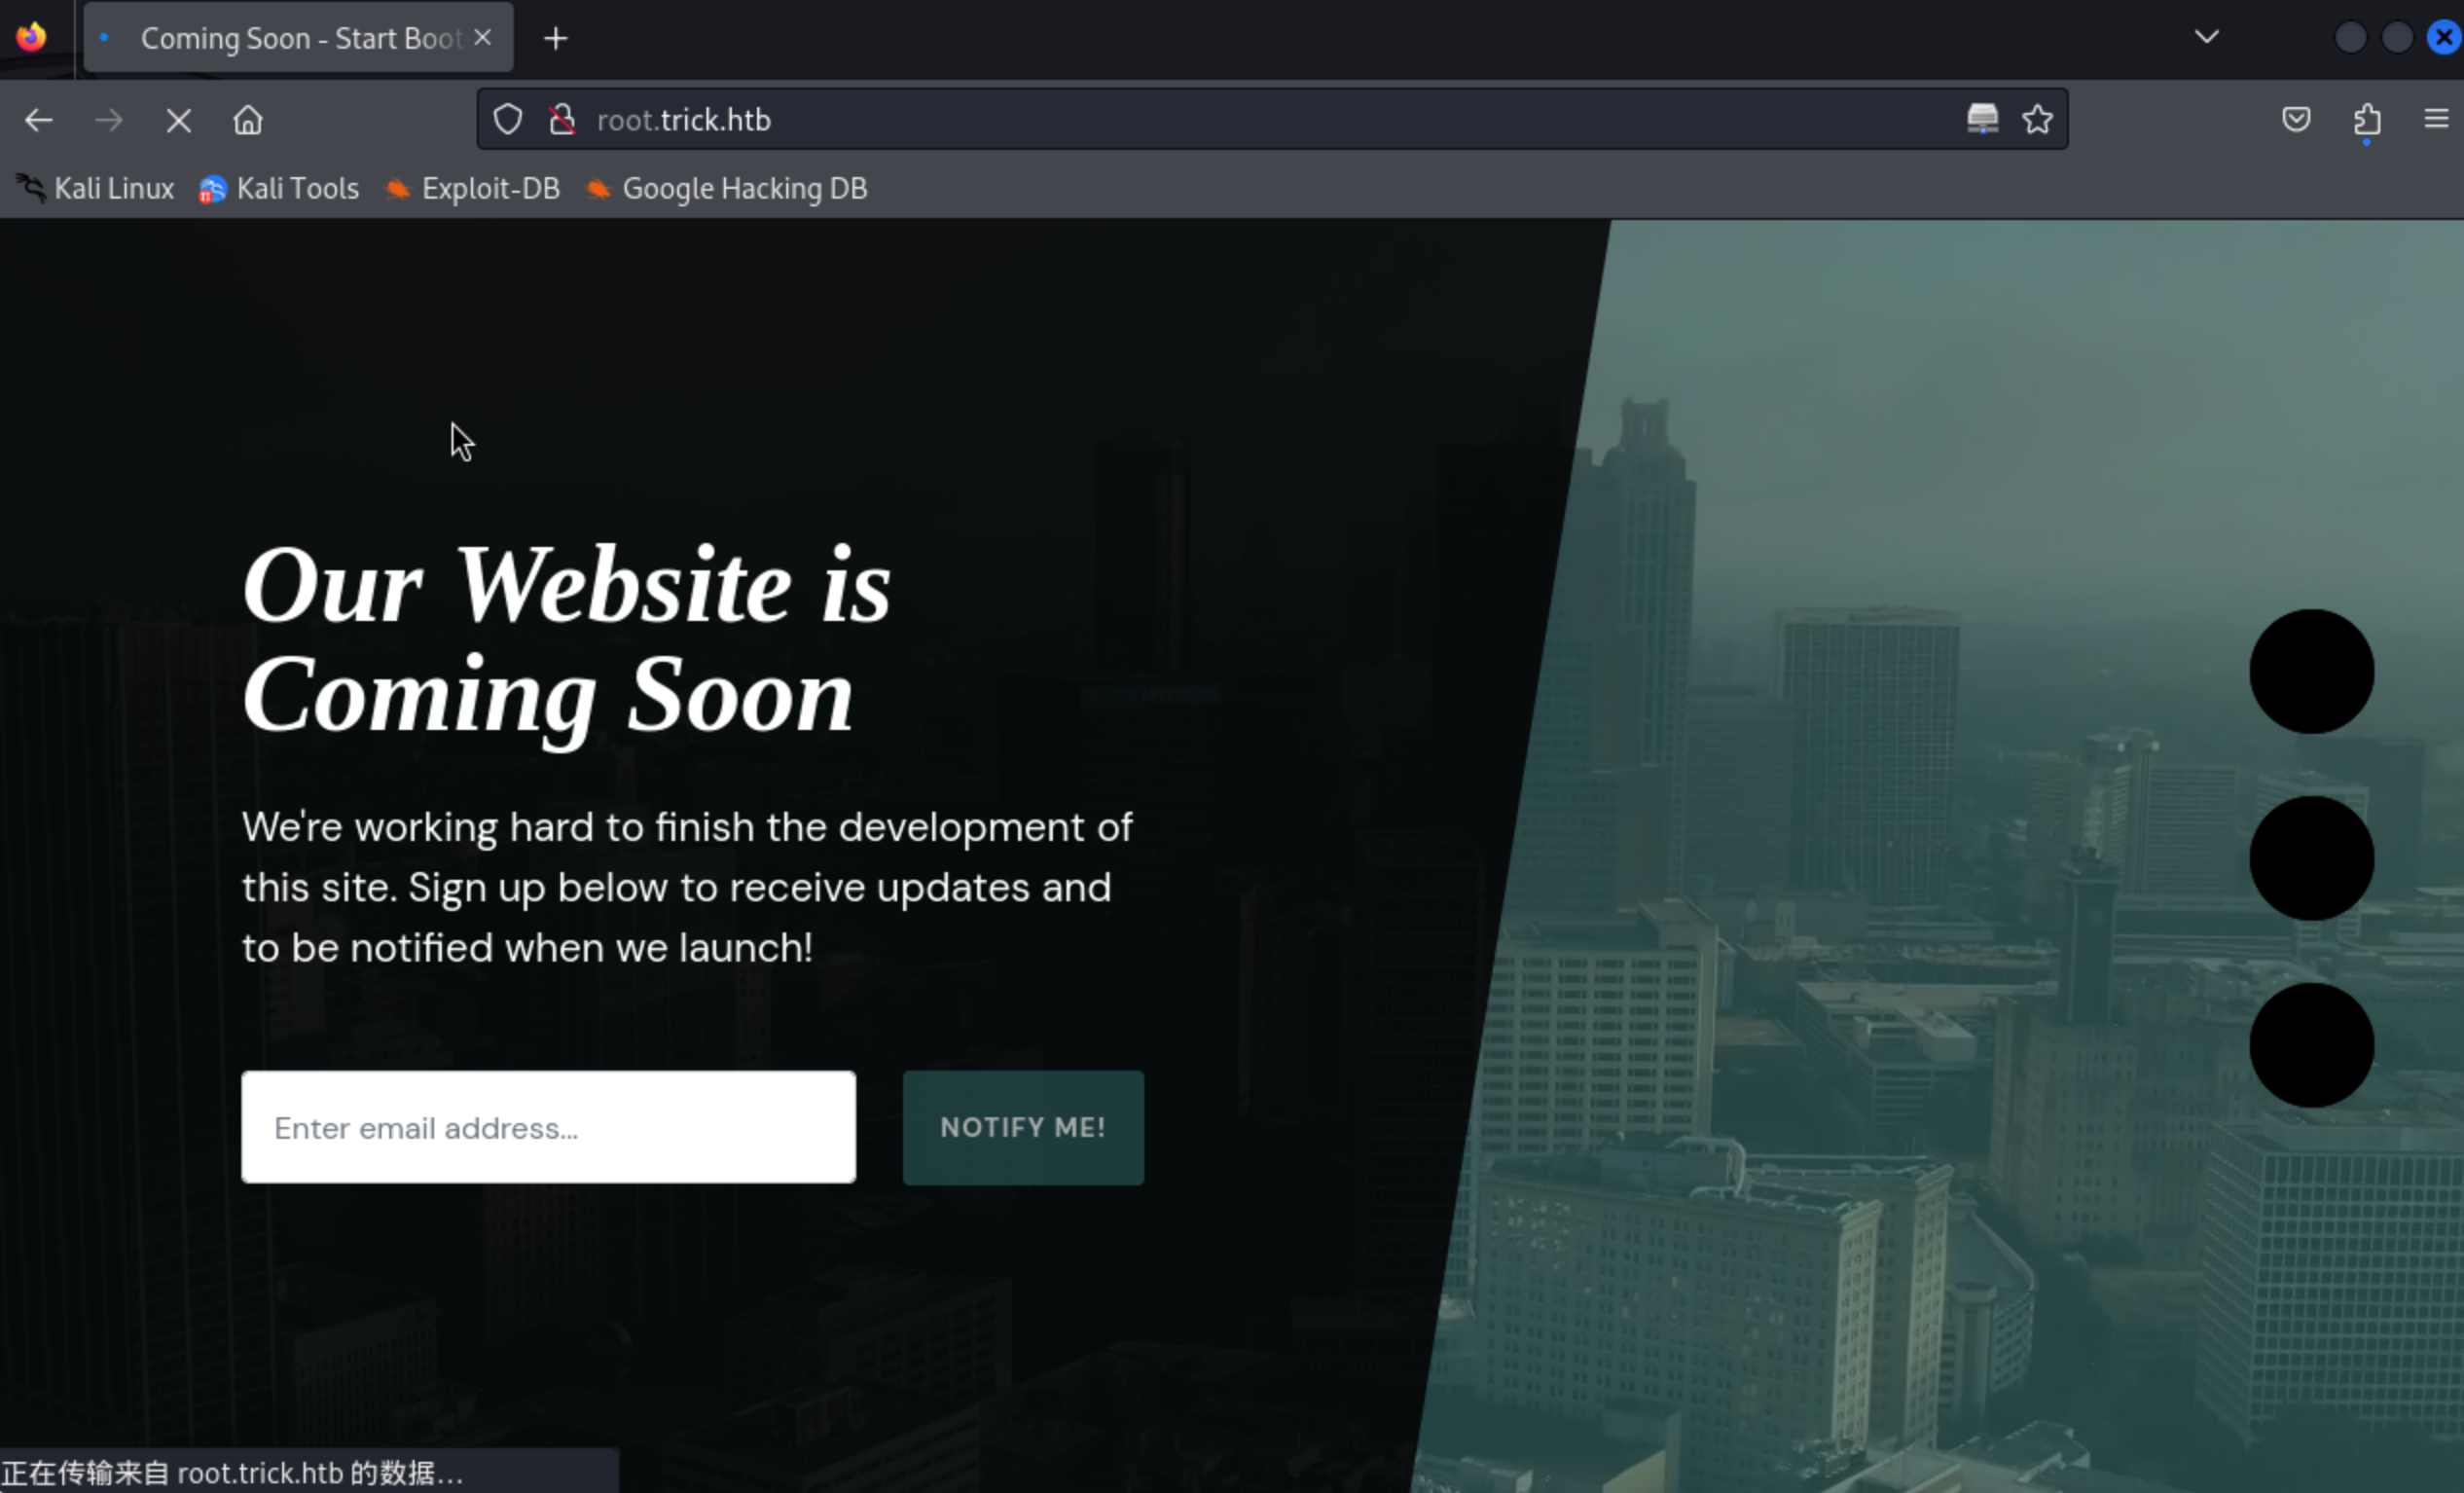 Coming Soon - Start Boot
root.trick.htb
Kali Linux Kali Tools Exploit-DB Google Hacking DB
Our Website is
Coming Soon
We're working hard to finish the development of
this site. Sign up below to receive updates and
to be notified when we launch!
Enter email address... NOTIFY ME!
正在传输来自 root.trick.htb 的数据...